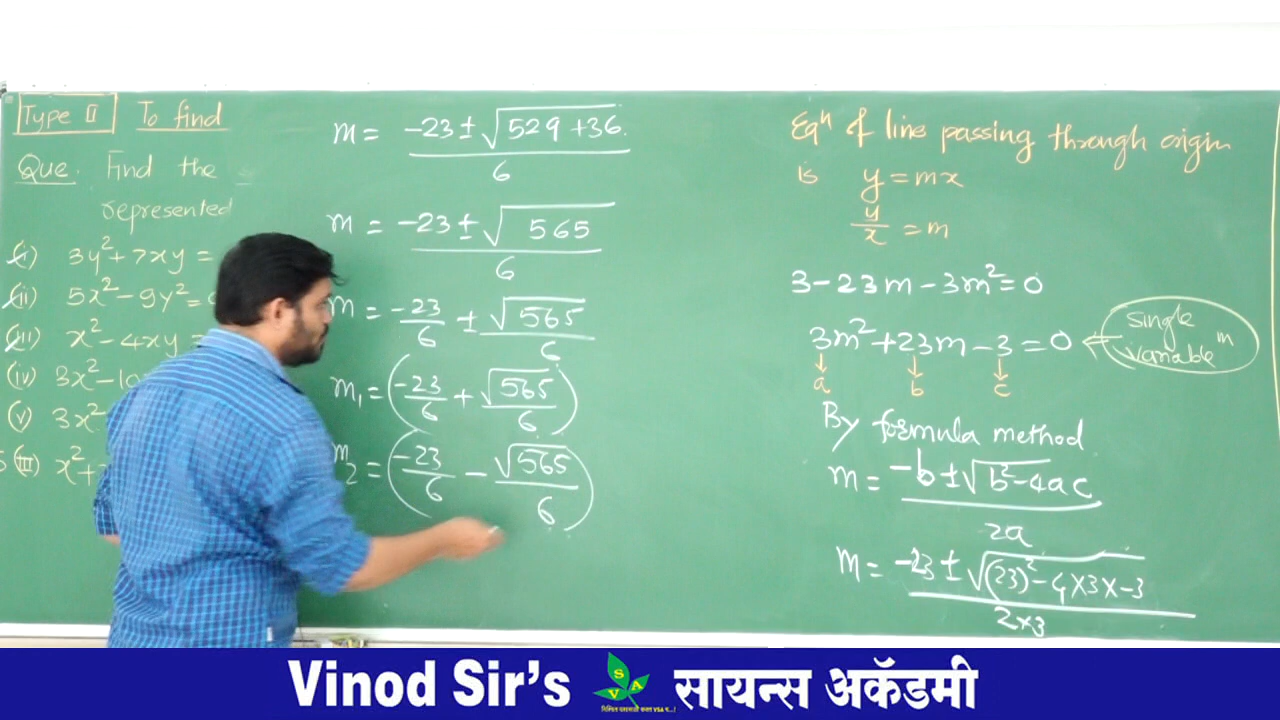 Type II To find
Que. Find the
represented
(i) 3y²+7xy =
(ii) 5x²-9y²=
(iii) x²-4xy =
(iv) 3x²-10
(v) 3x²
(III) x²+
m = -23±√529+36.
6
m = -23±√565
6
m = -23/6 ± √565/6
m₁ = (-23/6 + √565/6)
m₂ = (-23/6 - √565/6)
Eqⁿ of line passing through origin
is y = mx
y/x = m
3-23m-3m²=0
3m²+23m-3=0 ← single variable in
a b c
By formula method
m = -b±√b²-4ac
2a
m = -23±√(23)²-4×3×-3
2×3
Vinod Sir's SVA सायन्स अकॅडमी